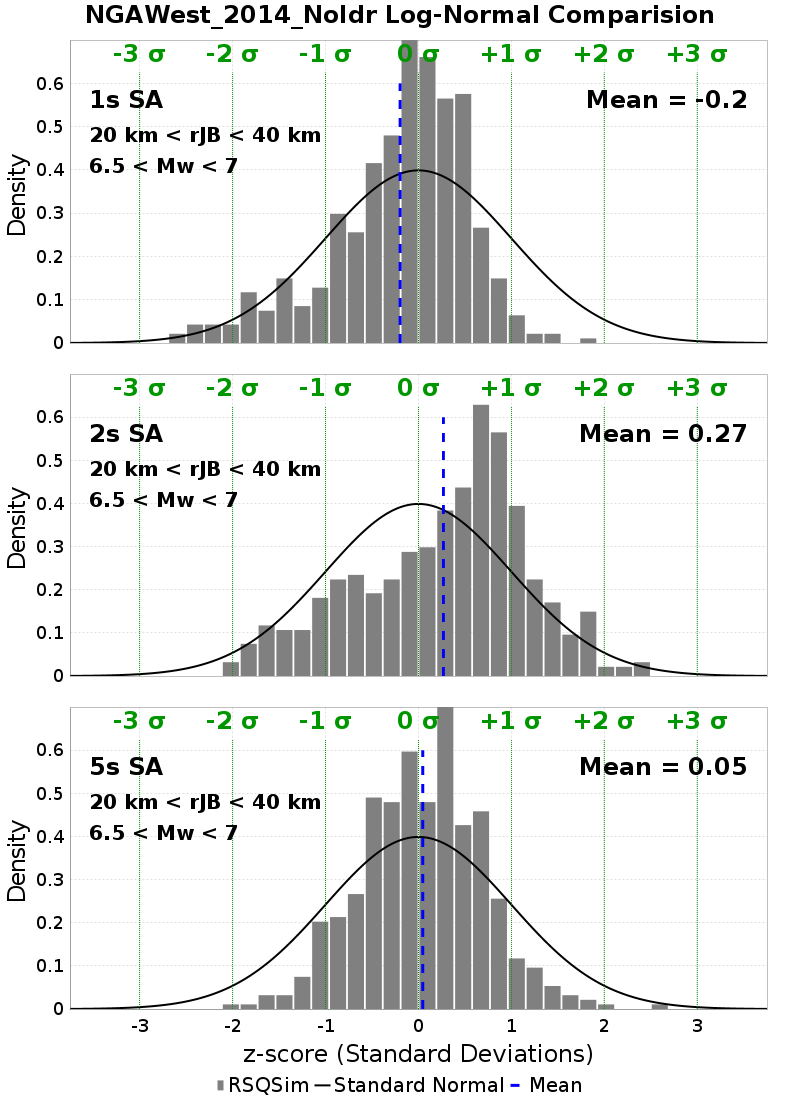 NGAWest_2014_NoIdr Log-Normal Comparision
-3 σ -2 σ -1 σ 0 σ +1 σ +2 σ +3 σ
1s SA
Mean = -0.2
20 km < rJB < 40 km
6.5 < Mw < 7
Density
0.6
0.5
0.4
0.3
0.2
0.1
0
-3 σ -2 σ -1 σ 0 σ +1 σ +2 σ +3 σ
2s SA
Mean = 0.27
20 km < rJB < 40 km
6.5 < Mw < 7
Density
0.6
0.5
0.4
0.3
0.2
0.1
0
-3 σ -2 σ -1 σ 0 σ +1 σ +2 σ +3 σ
5s SA
Mean = 0.05
20 km < rJB < 40 km
6.5 < Mw < 7
Density
0.6
0.5
0.4
0.3
0.2
0.1
0
-3 -2 -1 0 1 2 3
z-score (Standard Deviations)
RSQSim Standard Normal Mean